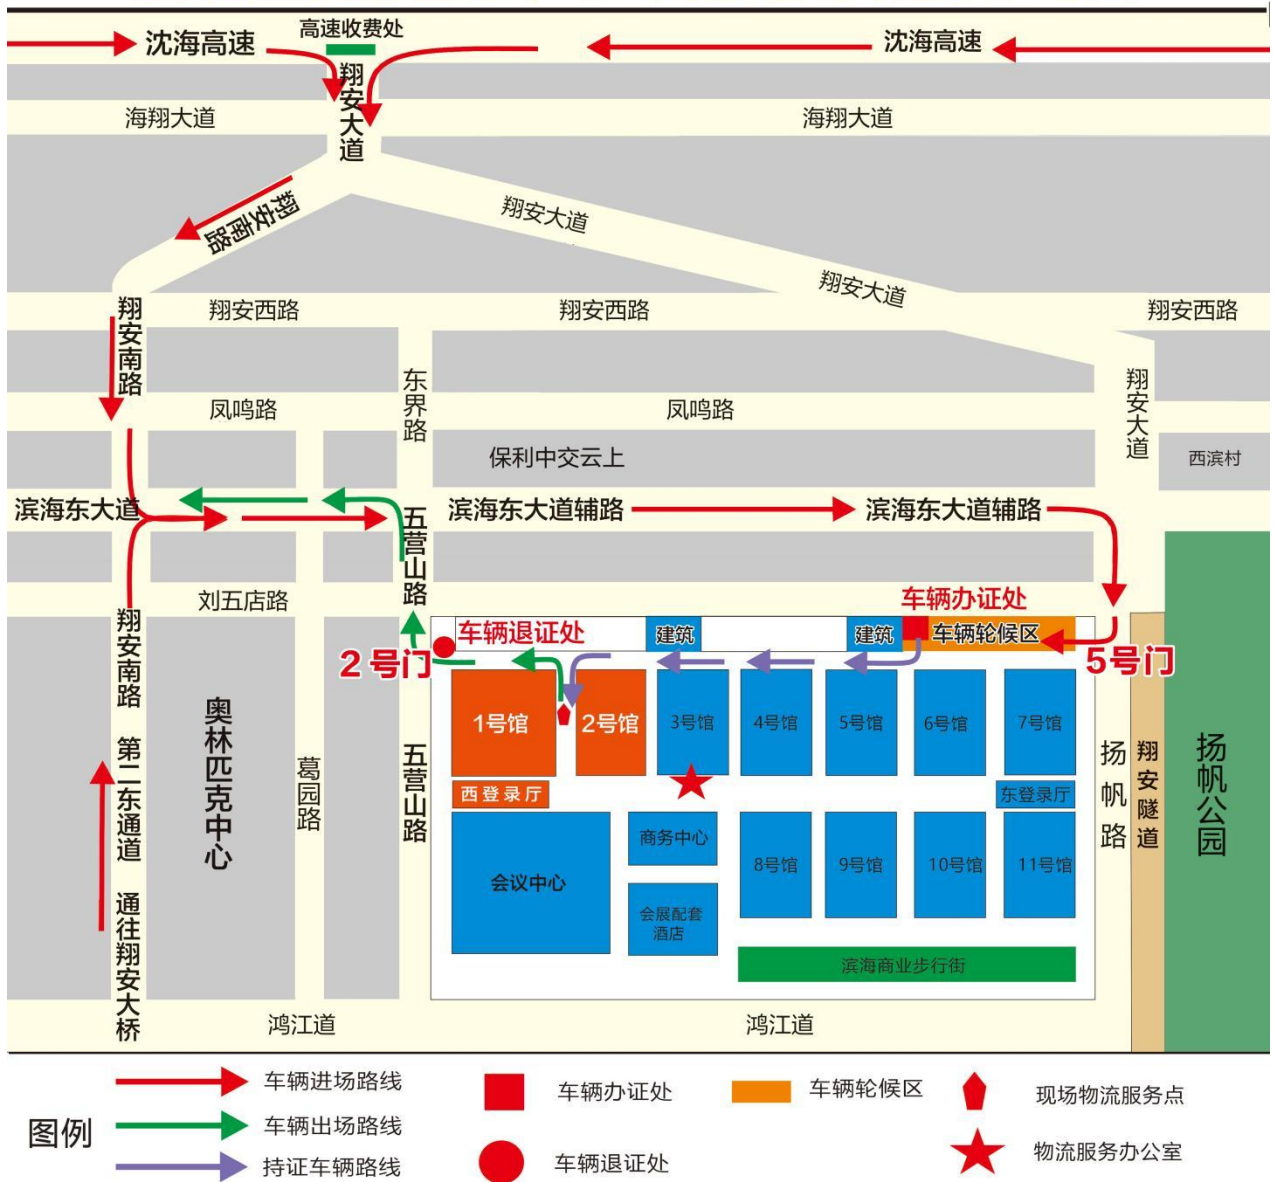 高速收费处
沈海高速
沈海高速
翔安大道
海翔大道
海翔大道
翔安南路
翔安大道
翔安大道
翔安南路
翔安西路
翔安西路
翔安西路
东界路
翔安大道
凤鸣路
凤鸣路
保利中交云上
西滨村
滨海东大道
五营山路
滨海东大道辅路
滨海东大道辅路
刘五店路
车辆办证处
车辆退证处
建筑
建筑
车辆轮候区
2号门
5号门
翔安南路 第二东通道 通往翔安大桥
奥林匹克中心
葛园路
五营山路
1号馆
2号馆
3号馆
4号馆
5号馆
6号馆
7号馆
扬帆路
翔安隧道
扬帆公园
西登录厅
东登录厅
商务中心
会议中心
8号馆
9号馆
10号馆
11号馆
会展配套
酒店
滨海商业步行街
鸿江道
鸿江道
图例
车辆进场路线
车辆出场路线
持证车辆路线
车辆办证处
车辆退证处
车辆轮候区
现场物流服务点
物流服务办公室